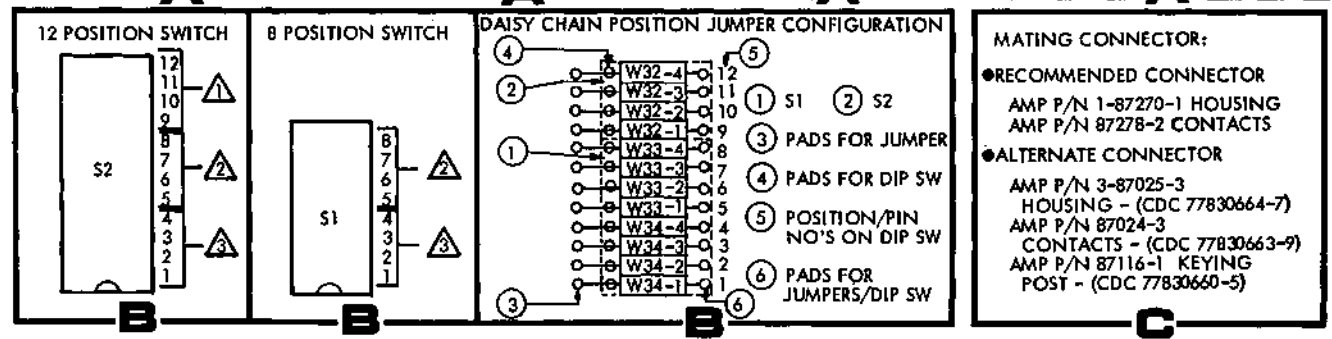 12 POSITION SWITCH
12
11
10
9
8
7
6
5
4
3
2
1
S2
1
2
3
B
8 POSITION SWITCH
8
7
6
5
4
3
2
1
S1
2
3
B
DAISY CHAIN POSITION JUMPER CONFIGURATION
4
5
2
1
3
6
W32-4 12
W32-3 11
W32-2 10
W32-1 9
W33-4 8
W33-3 7
W33-2 6
W33-1 5
W34-4 4
W34-3 3
W34-2 2
W34-1 1
1 S1 2 S2
3 PADS FOR JUMPER
4 PADS FOR DIP SW
5 POSITION/PIN
NO'S ON DIP SW
6 PADS FOR
JUMPERS/DIP SW
B
MATING CONNECTOR:
●RECOMMENDED CONNECTOR
AMP P/N 1-87270-1 HOUSING
AMP P/N 87278-2 CONTACTS
●ALTERNATE CONNECTOR
AMP P/N 3-87025-3
HOUSING - (CDC 77830664-7)
AMP P/N 87024-3
CONTACTS - (CDC 77830663-9)
AMP P/N 87116-1 KEYING
POST - (CDC 77830660-5)
C